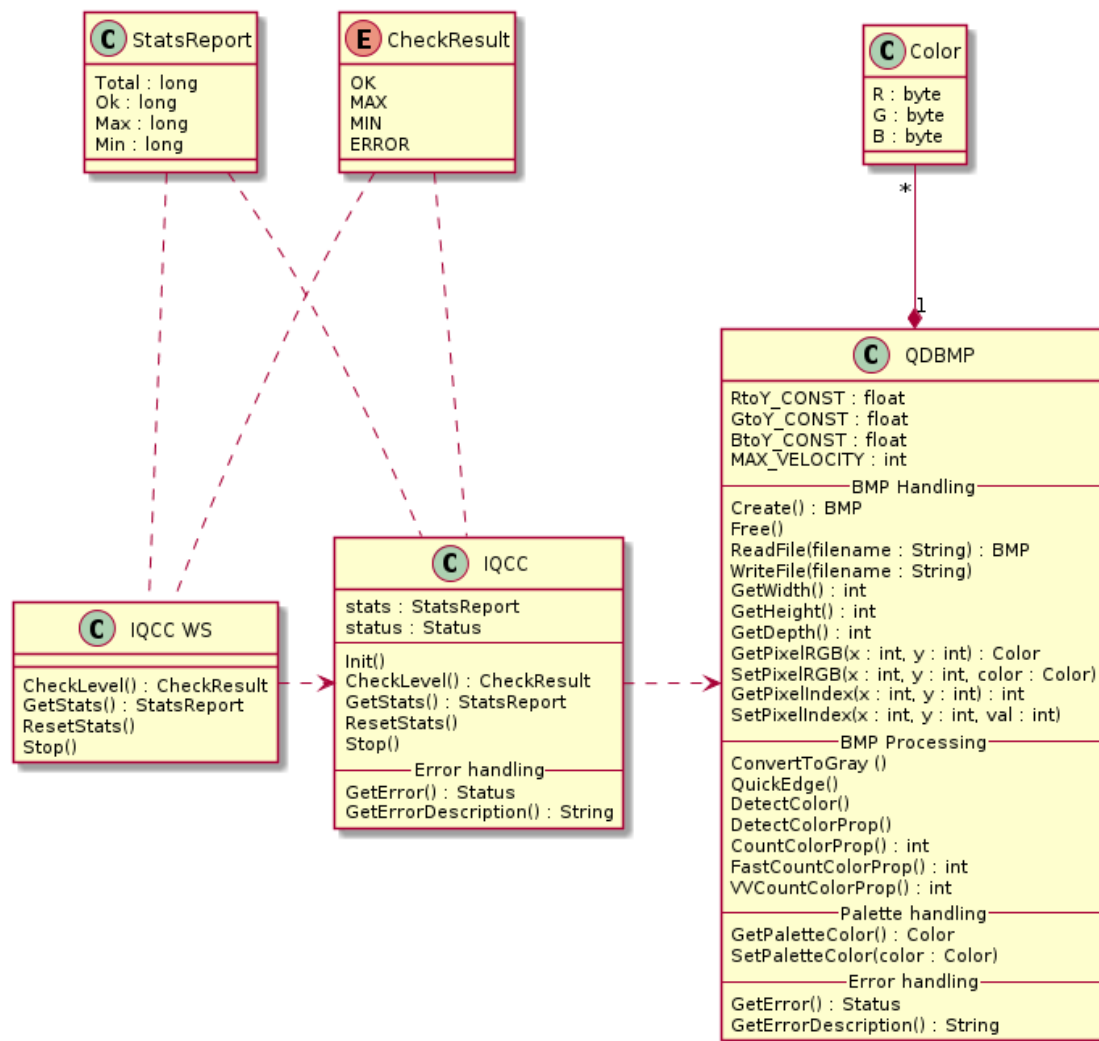 C StatsReport
Total : long
Ok : long
Max : long
Min : long
E CheckResult
OK
MAX
MIN
ERROR
C Color
R : byte
G : byte
B : byte
*
1
C QDBMP
RtoY_CONST : float
GtoY_CONST : float
BtoY_CONST : float
MAX_VELOCITY : int
BMP Handling
Create() : BMP
Free()
ReadFile(filename : String) : BMP
WriteFile(filename : String)
GetWidth() : int
GetHeight() : int
GetDepth() : int
GetPixelRGB(x : int, y : int) : Color
SetPixelRGB(x : int, y : int, color : Color)
GetPixelIndex(x : int, y : int) : int
SetPixelIndex(x : int, y : int, val : int)
BMP Processing
ConvertToGray ()
QuickEdge()
DetectColor()
DetectColorProp()
CountColorProp() : int
FastCountColorProp() : int
VVCountColorProp() : int
Palette handling
GetPaletteColor() : Color
SetPaletteColor(color : Color)
Error handling
GetError() : Status
GetErrorDescription() : String
C IQCC
stats : StatsReport
status : Status
Init()
CheckLevel() : CheckResult
GetStats() : StatsReport
ResetStats()
Stop()
Error handling
GetError() : Status
GetErrorDescription() : String
C IQCC WS
CheckLevel() : CheckResult
GetStats() : StatsReport
ResetStats()
Stop()